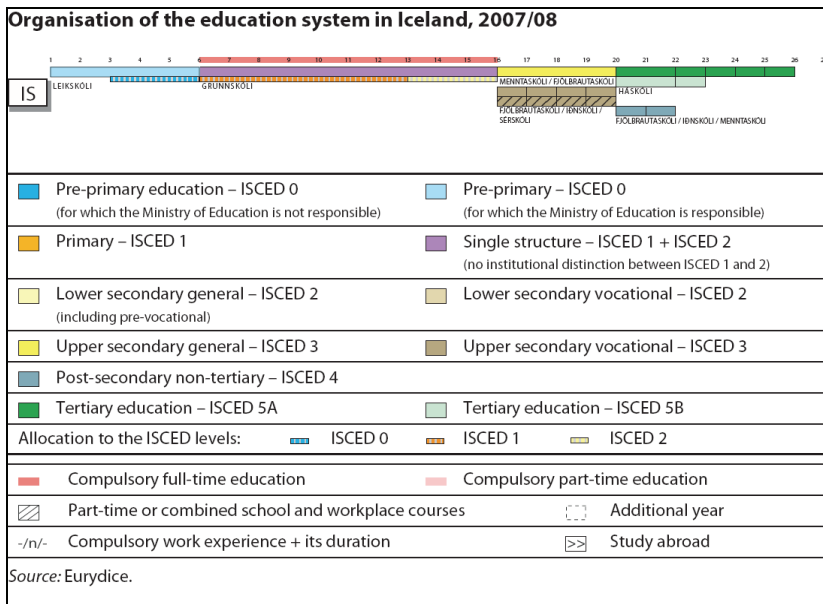 Organisation of the education system in Iceland, 2007/08
1 2 3 4 5 6 7 8 9 10 11 12 13 14 15 16 17 18 19 20 21 22 23 24 25 26
IS
LEIKSKÓLI
GRUNNSKÓLI
MENNTASKÓLI / FJÖLBRAUTASKÓLI
HÁSKÓLI
FJÖLBRAUTASKÓLI / IÐNSKÓLI /
SÉRSKÓLI
FJÖLBRAUTASKÓLI / IÐNSKÓLI / MENNTASKÓLI
Pre-primary education – ISCED 0
(for which the Ministry of Education is not responsible)
Pre-primary – ISCED 0
(for which the Ministry of Education is responsible)
Primary – ISCED 1
Single structure – ISCED 1 + ISCED 2
(no institutional distinction between ISCED 1 and 2)
Lower secondary general – ISCED 2
(including pre-vocational)
Lower secondary vocational – ISCED 2
Upper secondary general – ISCED 3
Upper secondary vocational – ISCED 3
Post-secondary non-tertiary – ISCED 4
Tertiary education – ISCED 5A
Tertiary education – ISCED 5B
Allocation to the ISCED levels: ISCED 0 ISCED 1 ISCED 2
Compulsory full-time education
Compulsory part-time education
Part-time or combined school and workplace courses
Additional year
-/n/- Compulsory work experience + its duration
>> Study abroad
Source: Eurydice.